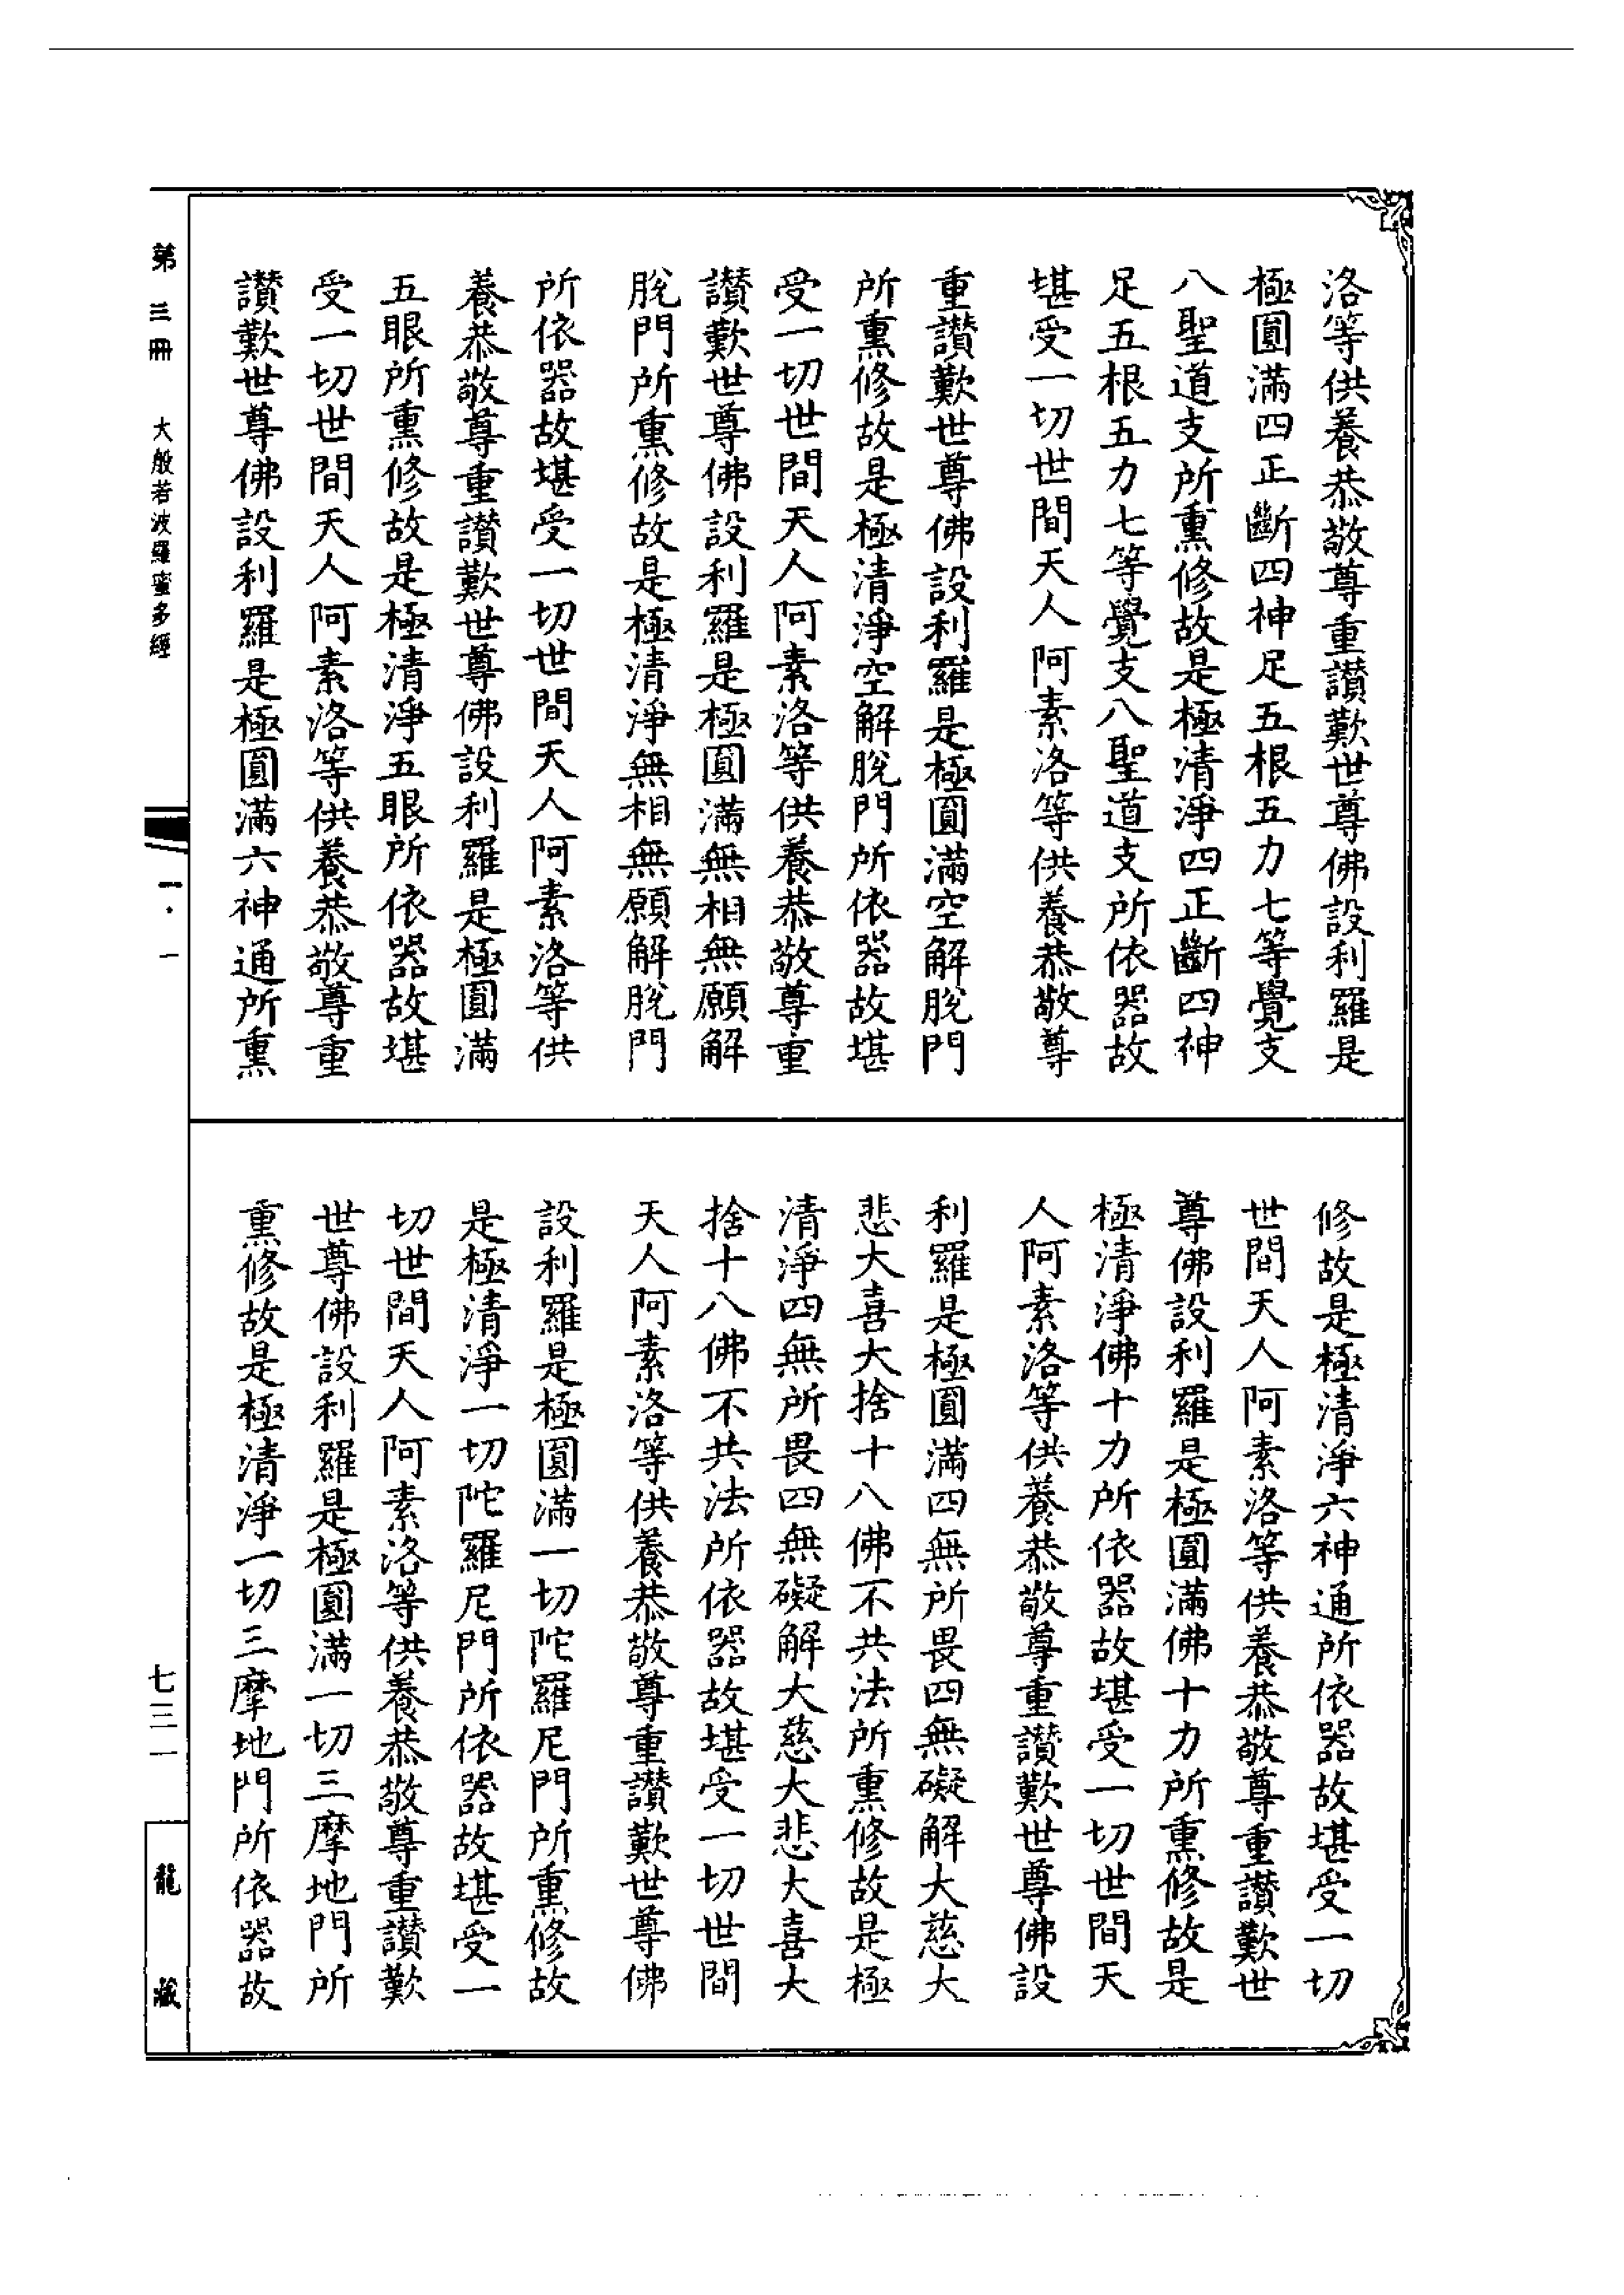 洛等供養恭敬尊重讚歎世尊佛設利羅是
極圓滿四正斷四神足五根五力七等覺支
八聖道支所熏修故是極清淨四正斷四神
足五根五力七等覺支八聖道支所依器故
堪受一切世間天人阿素洛等供養恭敬尊
重讚歎世尊佛設利羅是極圓滿空解脫門
所熏修故是極清淨空解脫門所依器故堪
受一切世間天人阿素洛等供養恭敬尊重
讚歎世尊佛設利羅是極圓滿無相無願解
脫門所熏修故是極清淨無相無願解脫門
所依器故堪受一切世間天人阿素洛等供
養恭敬尊重讚歎世尊佛設利羅是極圓滿
五眼所熏修故是極清淨五眼所依器故堪
受一切世間天人阿素洛等供養恭敬尊重
讚歎世尊佛設利羅是極圓滿六神通所熏
修故是極清淨六神通所依器故堪受一切
世間天人阿素洛等供養恭敬尊重讚歎世
尊佛設利羅是極圓滿佛十力所熏修故是
極清淨佛十力所依器故堪受一切世間天
人阿素洛等供養恭敬尊重讚歎世尊佛設
利羅是極圓滿四無所畏四無礙解大慈大
悲大喜大捨十八佛不共法所熏修故是極
清淨四無所畏四無礙解大慈大悲大喜大
捨十八佛不共法所依器故堪受一切世間
天人阿素洛等供養恭敬尊重讚歎世尊佛
設利羅是極圓滿一切陀羅尼門所熏修故
是極清淨一切陀羅尼門所依器故堪受一
切世間天人阿素洛等供養恭敬尊重讚歎
世尊佛設利羅是極圓滿一切三摩地門所
熏修故是極清淨一切三摩地門所依器故
第三冊 大般若波羅蜜多經
一·一
七三一
龍藏